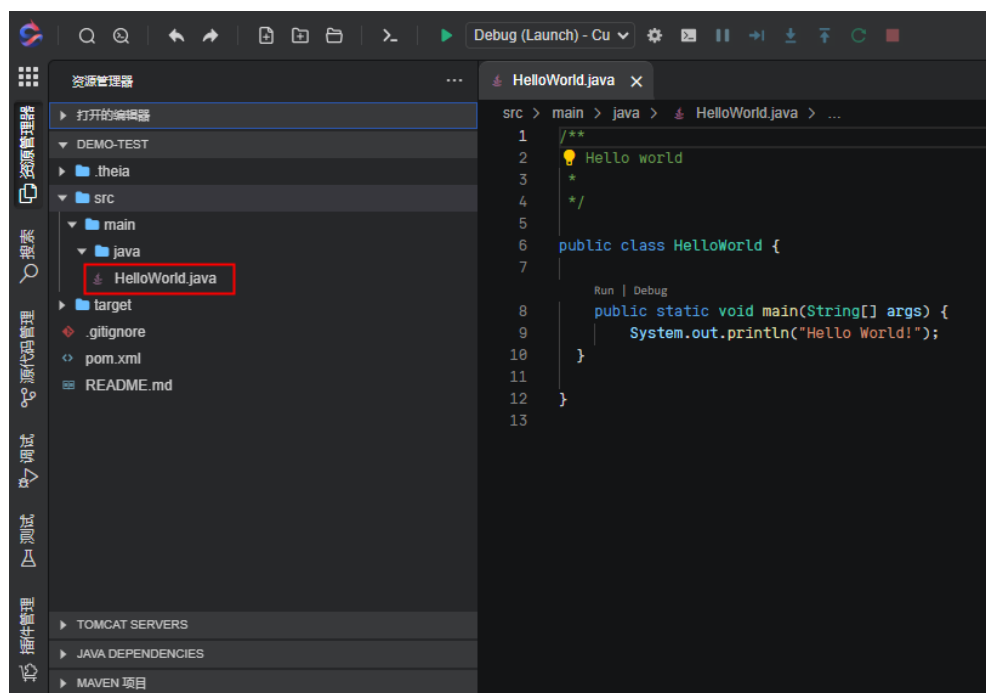 Debug (Launch) - Cu
资源管理器
搜索
源代码管理
调试
测试
插件管理
资源管理器
打开的编辑器
DEMO-TEST
.theia
src
main
java
HelloWorld.java
target
.gitignore
pom.xml
README.md
TOMCAT SERVERS
JAVA DEPENDENCIES
MAVEN 项目
HelloWorld.java
src > main > java > HelloWorld.java > ...
1 /**
2 Hello world
3 *
4 */
5
6 public class HelloWorld {
7
Run | Debug
8 public static void main(String[] args) {
9 System.out.println("Hello World!");
10 }
11
12 }
13